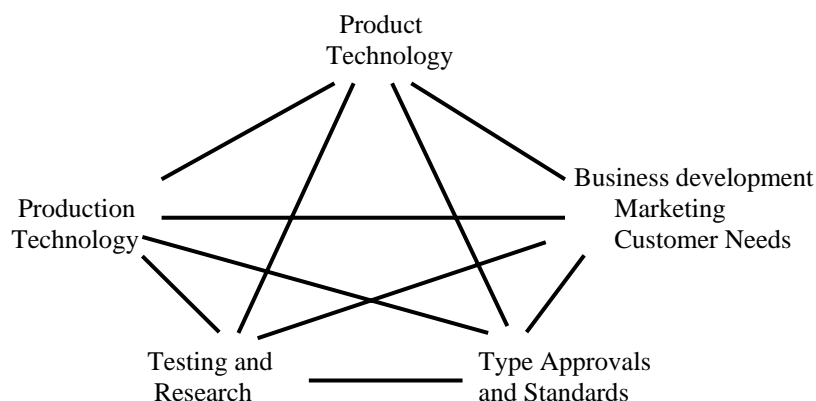 Product
Technology
Business development
Marketing
Customer Needs
Production
Technology
Testing and
Research
Type Approvals
and Standards